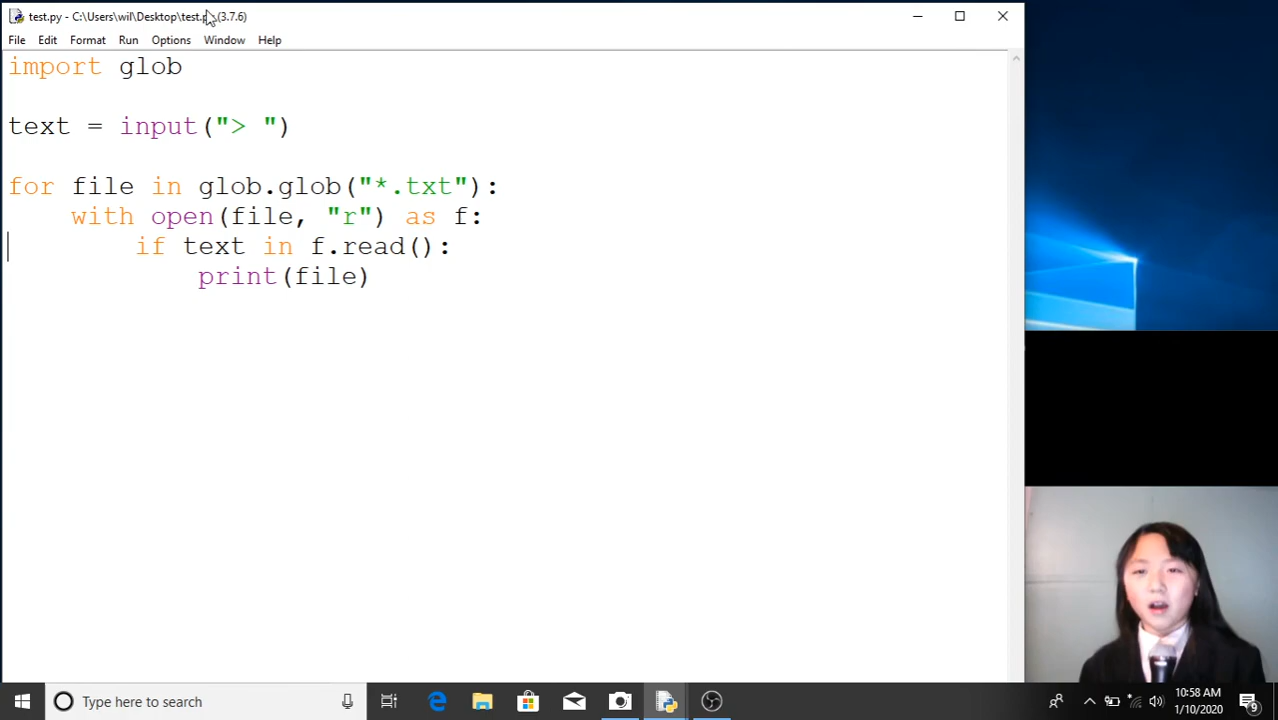 test.py - C:\Users\wil\Desktop\test.py (3.7.6)
File Edit Format Run Options Window Help
import glob
text = input("> ")
for file in glob.glob("*.txt"):
with open(file, "r") as f:
if text in f.read():
print(file)
Type here to search
10:58 AM
1/10/2020
9